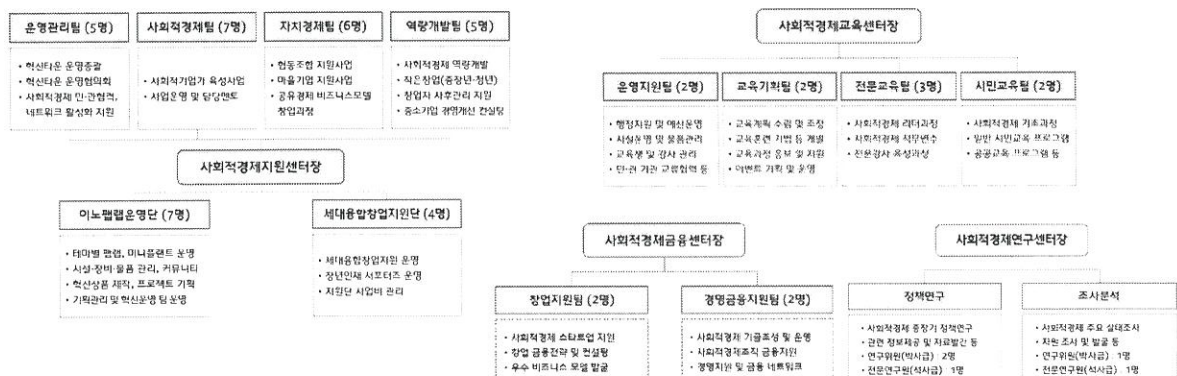 운영관리팀 (5명)
• 혁신타운 운영총괄
• 혁신타운 운영협의회
• 사회적경제 민·관협력,
네트워크 활성화 지원
사회적경제팀 (7명)
• 사회적기업가 육성사업
• 사업운영 및 담당멘토
자치경제팀 (6명)
• 협동조합 지원사업
• 마을기업 지원사업
• 공유경제 비즈니스모델
창업과정
역량개발팀 (5명)
• 사회적경제 역량개발
• 작은창업(중장년·청년)
• 창업자 사후관리 지원
• 중소기업 경영개선 컨설팅
사회적경제지원센터장
이노팹랩운영단 (7명)
• 테마별 팹랩, 미니플랜트 운영
• 시설·장비·물품 관리, 커뮤니티
• 혁신상품 제작, 프로젝트 기획
• 기획관리 및 혁신운영 팀 운영
세대융합창업지원단 (4명)
• 세대융합창업지원 운영
• 장년인재 서포터즈 운영
• 지원단 사업비 관리
사회적경제교육센터장
운영지원팀 (2명)
• 행정지원 및 예산운영
• 시설운영 및 물품관리
• 교육생 및 강사 관리
• 민·관 기관 교류협력 등
교육기획팀 (2명)
• 교육계획 수립 및 조정
• 교육훈련 기법 등 개발
• 교육과정 홍보 및 지원
• 이벤트 기획 및 운영
전문교육팀 (3명)
• 사회적경제 리더과정
• 사회적경제 직무연수
• 전문강사 육성과정
시민교육팀 (2명)
• 사회적경제 기초과정
• 일반 시민교육 프로그램
• 공공교육 프로그램 등
사회적경제금융센터장
창업지원팀 (2명)
• 사회적경제 스타트업 지원
• 창업 금융전략 및 컨설팅
• 우수 비즈니스 모델 발굴
경영금융지원팀 (2명)
• 사회적경제 기금조성 및 운영
• 사회적경제조직 금융지원
• 경영지원 및 금융 네트워크
사회적경제연구센터장
정책연구
• 사회적경제 중장기 정책연구
• 관련 정보제공 및 자료발간 등
• 연구위원(박사급) : 2명
• 전문연구원(석사급) : 1명
조사분석
• 사회적경제 주요 실태조사
• 자원 조사 및 발굴 등
• 연구위원(박사급) : 1명
• 전문연구원(석사급) : 1명